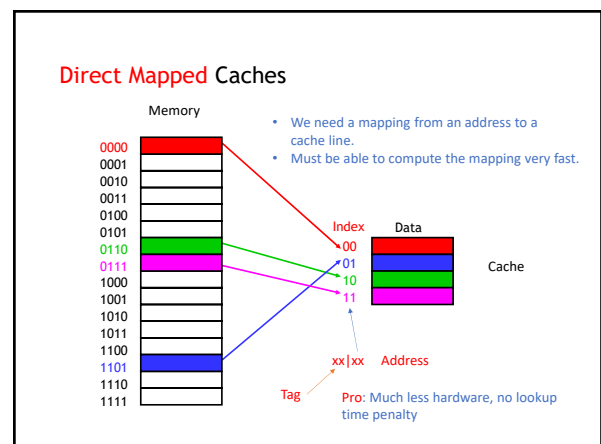 Direct Mapped Caches
Memory
• We need a mapping from an address to a
cache line.
• Must be able to compute the mapping very fast.
0000
0001
0010
0011
0100
0101
0110
0111
1000
1001
1010
1011
1100
1101
1110
1111
Index
Data
00
01
10
11
Cache
xx|xx
Address
Tag
Pro: Much less hardware, no lookup
time penalty